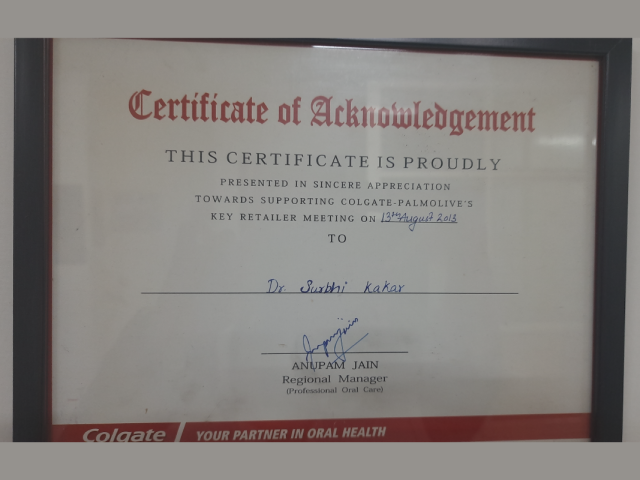 Certificate of Acknowledgement
THIS CERTIFICATE IS PROUDLY
PRESENTED IN SINCERE APPRECIATION
TOWARDS SUPPORTING COLGATE-PALMOLIVE'S
KEY RETAILER MEETING ON 13th August 2013
TO
Dr. Surbhi Kakar
Anupam Jain
ANUPAM JAIN
Regional Manager
(Professional Oral Care)
Colgate YOUR PARTNER IN ORAL HEALTH